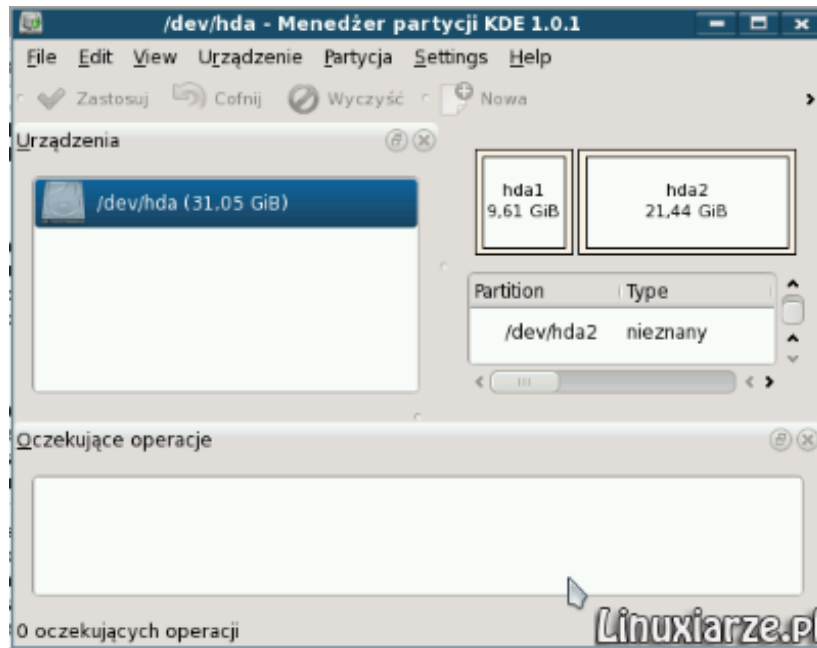 /dev/hda - Menedżer partycji KDE 1.0.1
File Edit View Urządzenie Partycja Settings Help
Zastosuj Cofnij Wyczyść Nowa
Urządzenia
/dev/hda (31,05 GiB)
hda1
9,61 GiB
hda2
21,44 GiB
Partition Type
/dev/hda2 nieznany
Oczekujące operacje
0 oczekujących operacji
Linuxiarze.pl